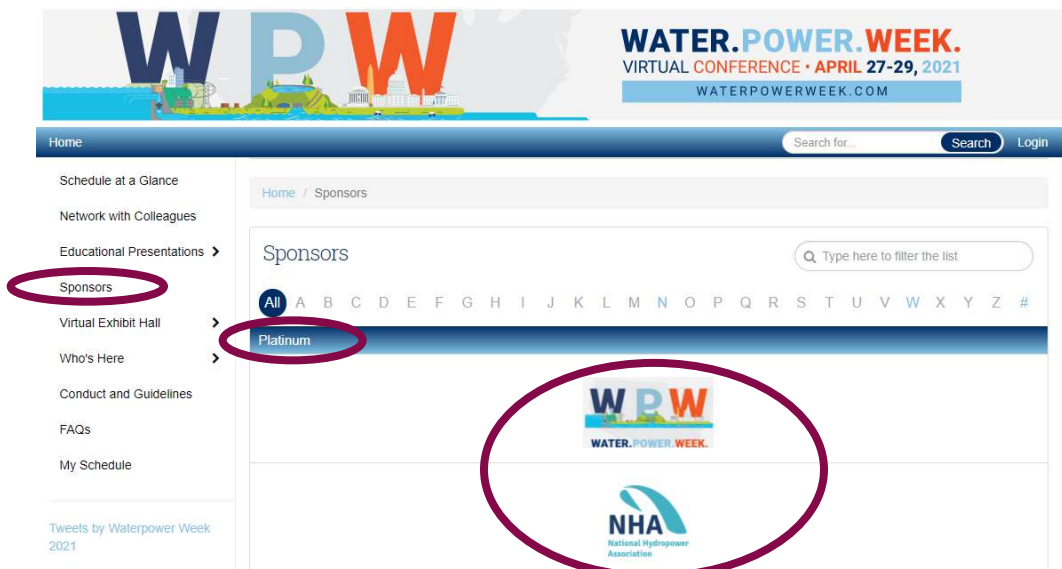 WPW
WATER.POWER.WEEK.
VIRTUAL CONFERENCE • APRIL 27-29, 2021
WATERPOWERWEEK.COM
Home
Search for...
Search
Login
Schedule at a Glance
Network with Colleagues
Educational Presentations
Sponsors
Virtual Exhibit Hall
Who's Here
Conduct and Guidelines
FAQs
My Schedule
Tweets by Waterpower Week
2021
Home / Sponsors
Sponsors
Type here to filter the list
All A B C D E F G H I J K L M N O P Q R S T U V W X Y Z #
Platinum
WPW
WATER.POWER.WEEK.
NHA
National Hydropower
Association